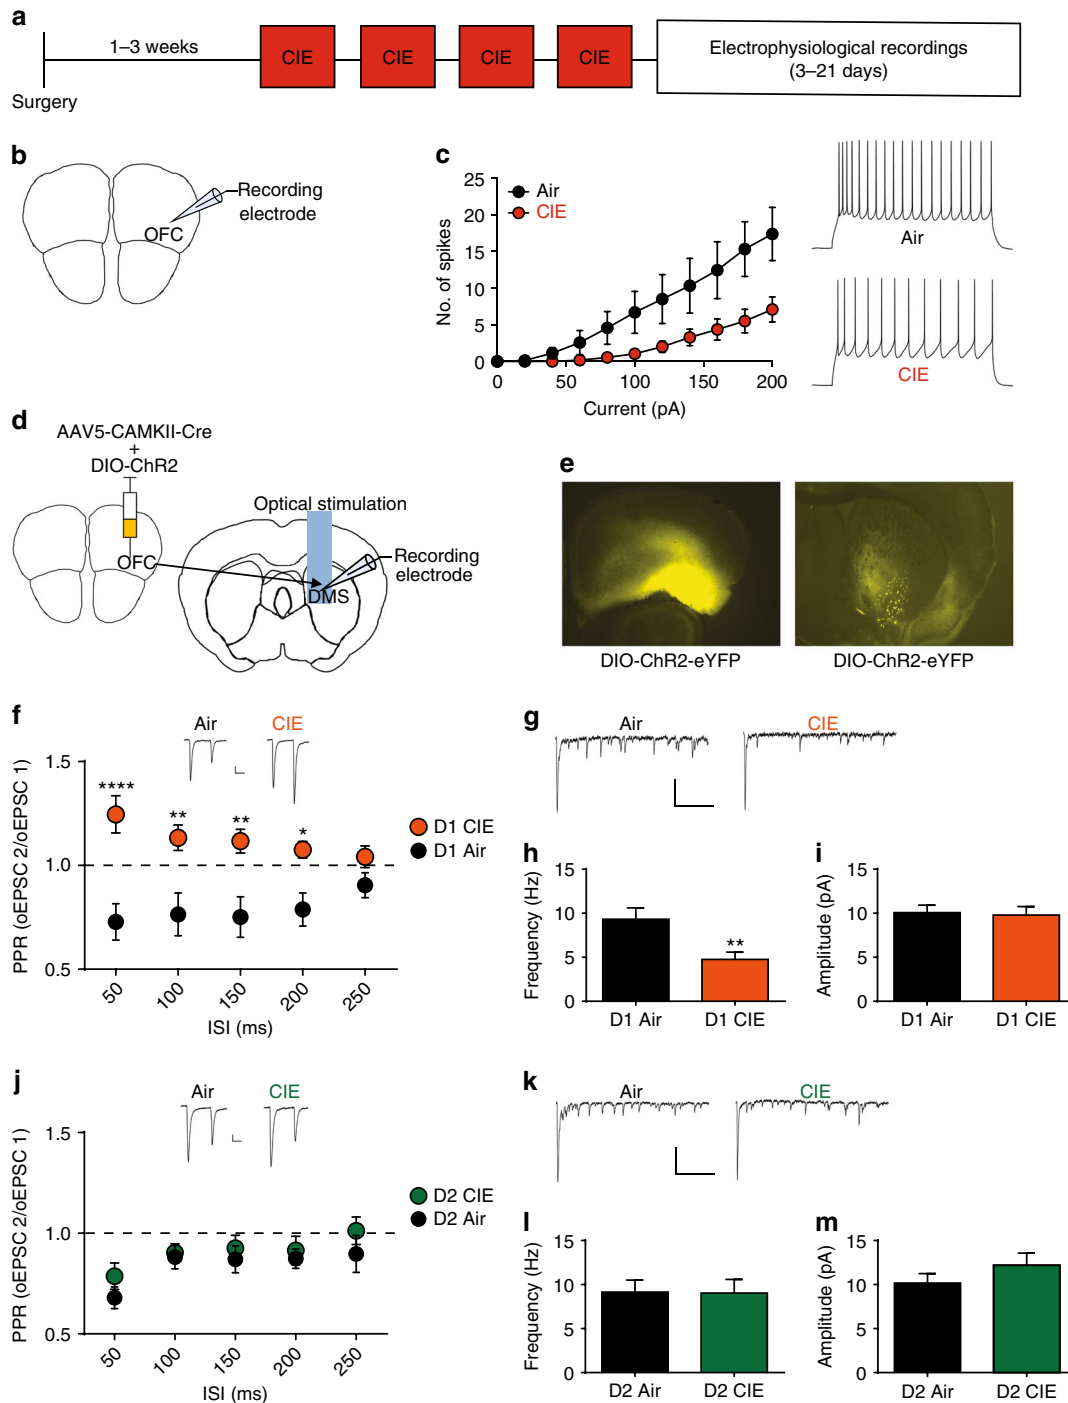 a
1–3 weeks
CIE
CIE
CIE
CIE
Electrophysiological recordings
(3–21 days)
Surgery
b
Recording
electrode
OFC
c
25
20
15
10
5
0
No. of spikes
Air
CIE
0
50
100
150
200
Current (pA)
Air
CIE
d
AAV5-CAMKII-Cre
+
DIO-ChR2
OFC
Optical stimulation
Recording
electrode
DMS
e
DIO-ChR2-eYFP
DIO-ChR2-eYFP
f
Air
CIE
1.5
1.0
0.5
PPR (oEPSC 2/oEPSC 1)
****
**
**
*
D1 CIE
D1 Air
50
100
150
200
250
ISI (ms)
g
Air
CIE
h
15
10
5
0
Frequency (Hz)
**
D1 Air
D1 CIE
i
15
10
5
0
Amplitude (pA)
D1 Air
D1 CIE
j
Air
CIE
1.5
1.0
0.5
PPR (oEPSC 2/oEPSC 1)
D2 CIE
D2 Air
50
100
150
200
250
ISI (ms)
k
Air
CIE
l
15
10
5
0
Frequency (Hz)
D2 Air
D2 CIE
m
15
10
5
0
Amplitude (pA)
D2 Air
D2 CIE